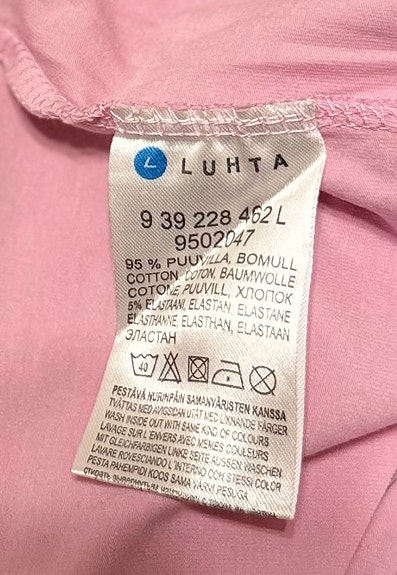 L LUHTA
9 39 228 462 L
9502047
95 % PUUVILLA, BOMULL
COTTON, COTON, BAUMWOLLE
COTONE PUUVILL, ХЛОПОК
5% ELASTAANI, ELASTAN, ELASTANE
ELASTHANNE, ELASTHAN, ELASTAAN
ЭЛАСТАН
40
PESTÄVÄ NURINPÄIN SAMANVÄRISTEN KANSSA
TVÄTTAS MED AVIGSIDAN UTÅT MED LIKNANDE FÄRGER
WASH INSIDE OUT WITH SAME KIND OF COLOURS
LAVAGE SUR L'ENVERS AVEC MEMES COULEURS
MIT GLEICHFARBIGEN LINKE SEITE AUSSEN WASCHEN
LAVARE ROVESCIANDO L'INTERNO CON STESSI COLOR
PESTA PAHEMPIDI KOOS SAMA VÄRVI PESUGA